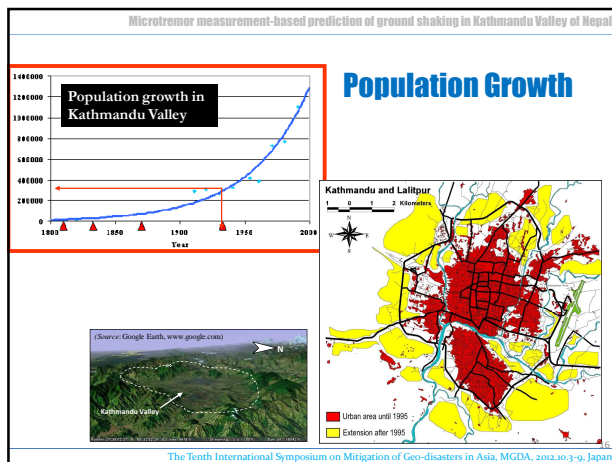 Microtremor measurement-based prediction of ground shaking in Kathmandu Valley of Nepal
Population Growth
Population growth in
Kathmandu Valley
1400000
1200000
1000000
800000
600000
400000
200000
0
1800 1850 1900 1950 2000
Year
Kathmandu and Lalitpur
1 0 1 2 Kilometers
N
W E
S
Urban area until 1995
Extension after 1995
(Source: Google Earth, www.google.com)
N
Kathmandu Valley
16
The Tenth International Symposium on Mitigation of Geo-disasters in Asia, MGDA, 2012.10.3-9, Japan